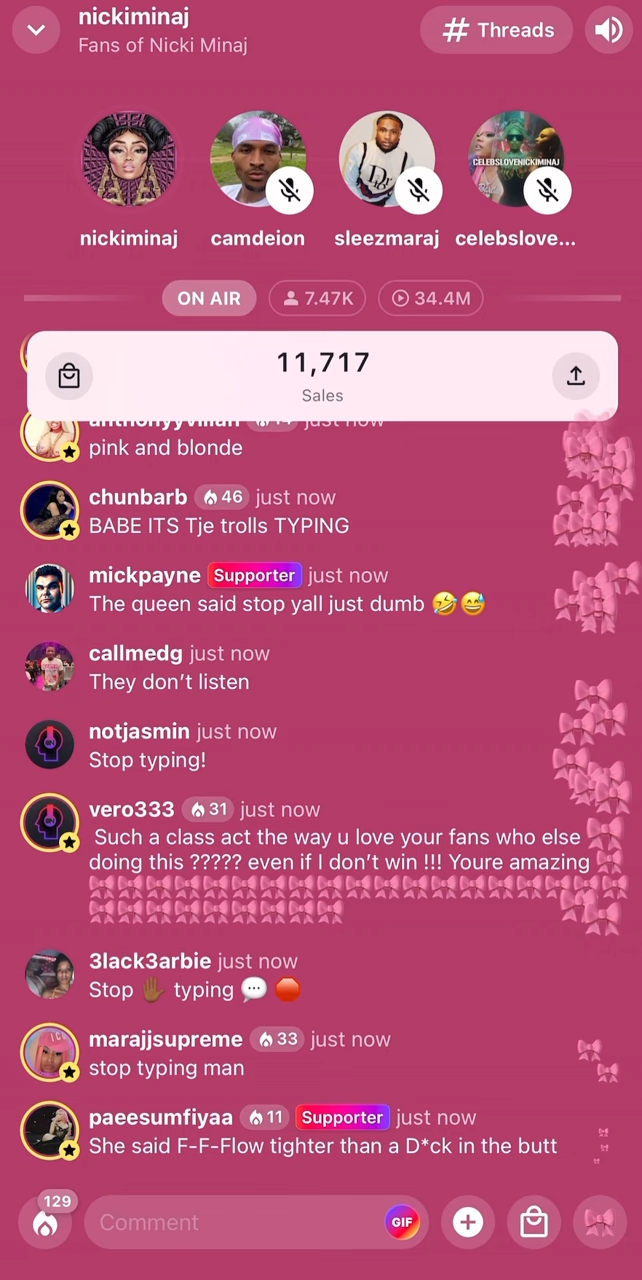 nickiminaj
Fans of Nicki Minaj
# Threads
CELEBSLOVENICKIMINAJ
nickiminaj camdeion sleezmaraj celebslove...
ON AIR 7.47K 34.4M
11,717
Sales
anthonyyvillan 14 just now
pink and blonde
chunbarb 46 just now
BABE ITS Tje trolls TYPING
mickpayne Supporter just now
The queen said stop yall just dumb 🤣😅
callmedg just now
They don’t listen
notjasmin just now
Stop typing!
vero333 31 just now
Such a class act the way u love your fans who else
doing this ????? even if I don’t win !!! Youre amazing
🎀🎀🎀🎀🎀🎀🎀🎀🎀🎀🎀🎀🎀🎀🎀🎀🎀🎀🎀
🎀🎀🎀🎀🎀🎀🎀🎀🎀
3lack3arbie just now
Stop ✋🏾 typing 💬 🛑
marajjsupreme 33 just now
stop typing man
paeesumfiyaa 11 Supporter just now
She said F-F-Flow tighter than a D*ck in the butt
129
Comment GIF